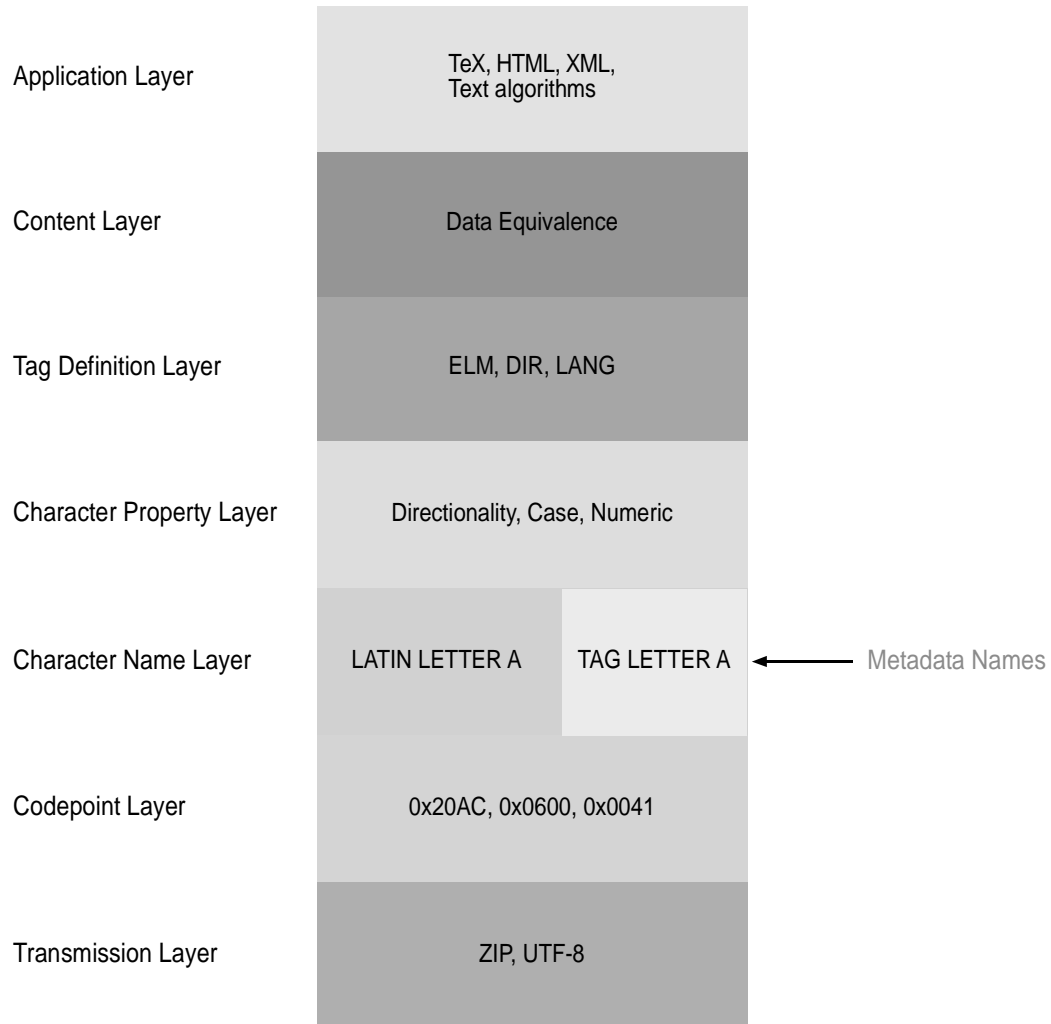 Application Layer
TeX, HTML, XML,
Text algorithms
Content Layer
Data Equivalence
Tag Definition Layer
ELM, DIR, LANG
Character Property Layer
Directionality, Case, Numeric
Character Name Layer
LATIN LETTER A
TAG LETTER A
Metadata Names
Codepoint Layer
0x20AC, 0x0600, 0x0041
Transmission Layer
ZIP, UTF-8